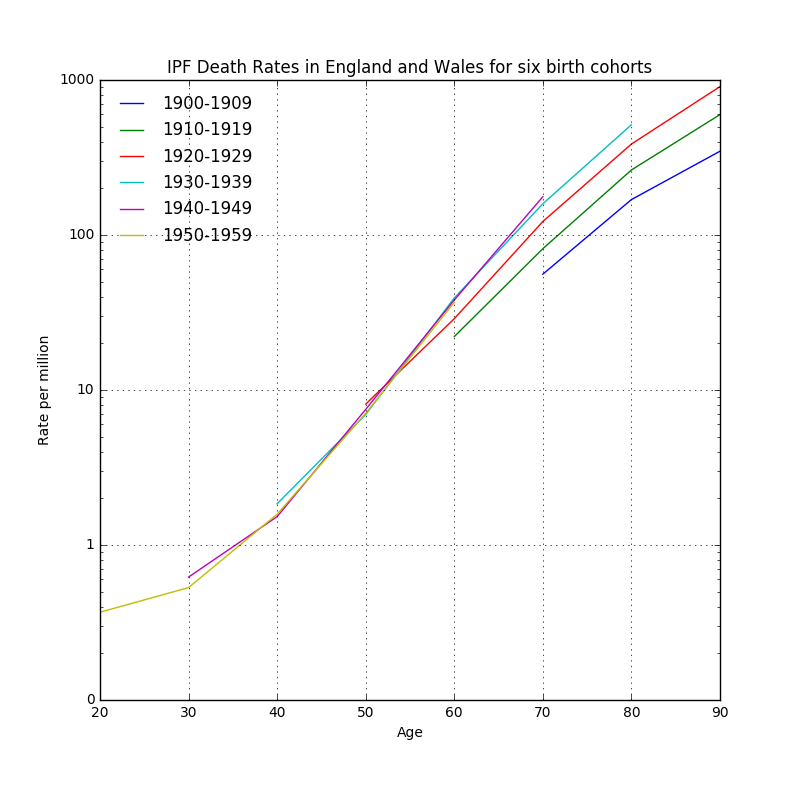 IPF Death Rates in England and Wales for six birth cohorts
1000
1900-1909
1910-1919
1920-1929
1930-1939
1940-1949
1950-1959
100
10
1
0
Rate per million
20 30 40 50 60 70 80 90
Age